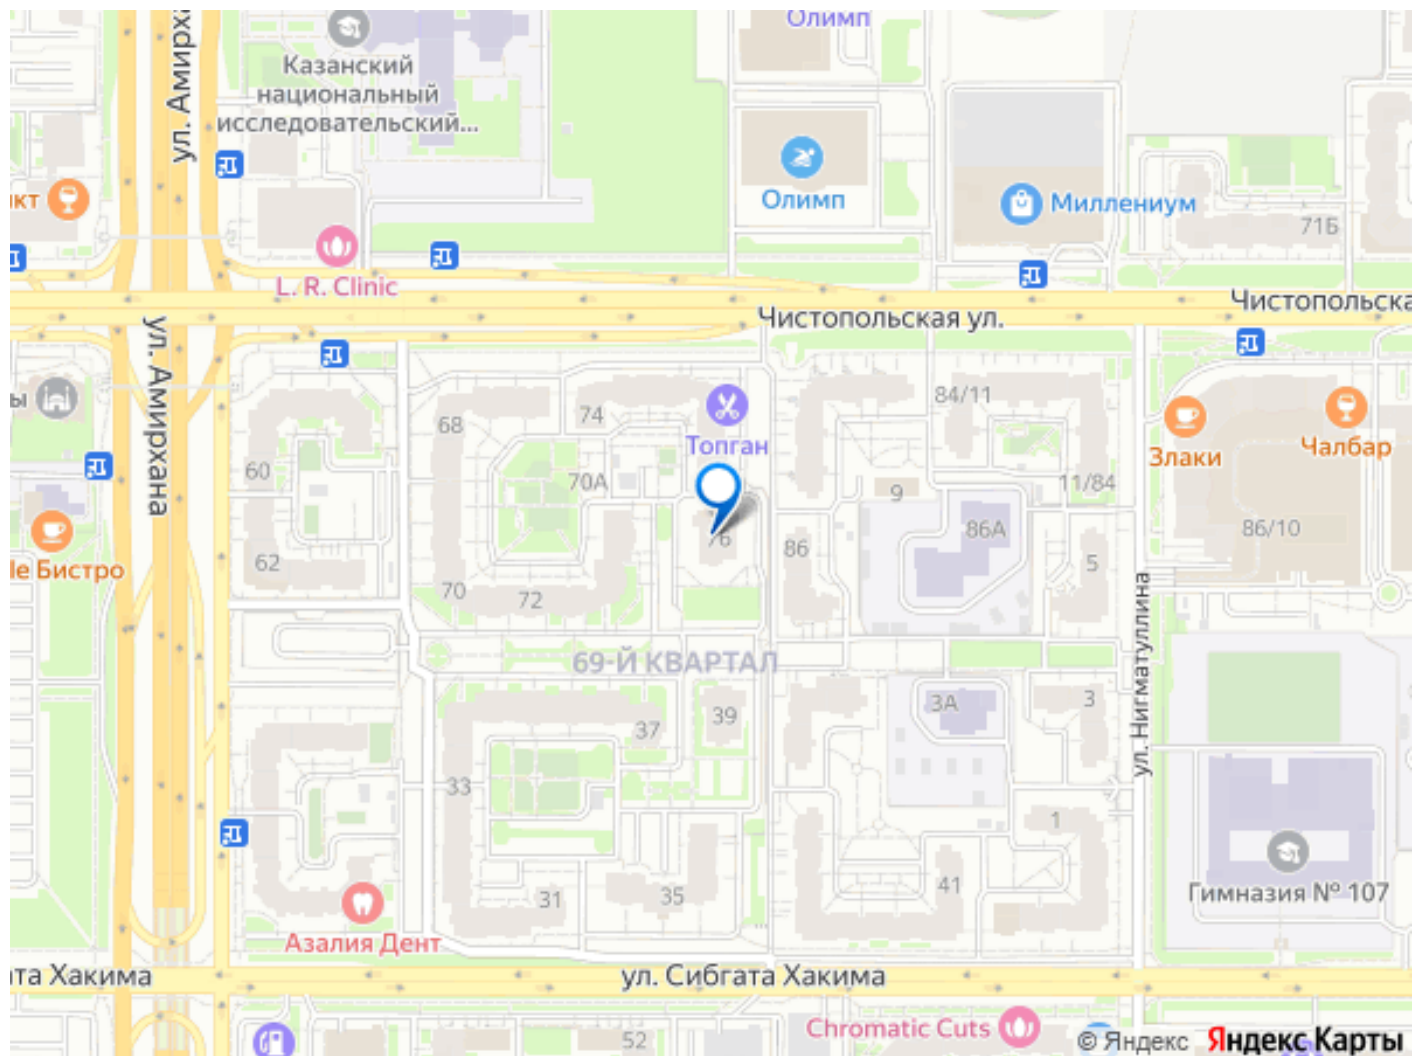 Олимп
ул. Амирха
Казанский
национальный
исследовательский...
кт
Олимп
Миллениум
71Б
L. R. Clinic
Чистопольска
Чистопольская ул.
ул. Амирхана
ы
68
74
Топган
84/11
Злаки
Чалбар
60
70А
9
11/84
86/10
62
76
86
86А
5
le Бистро
70
72
ул. Нигматуллина
69-Й КВАРТАЛ
37
39
3А
3
33
1
31
35
41
Гимназия № 107
Азалия Дент
та Хакима
ул. Сибгата Хакима
52
Chromatic Cuts
© Яндекс Яндекс Карты